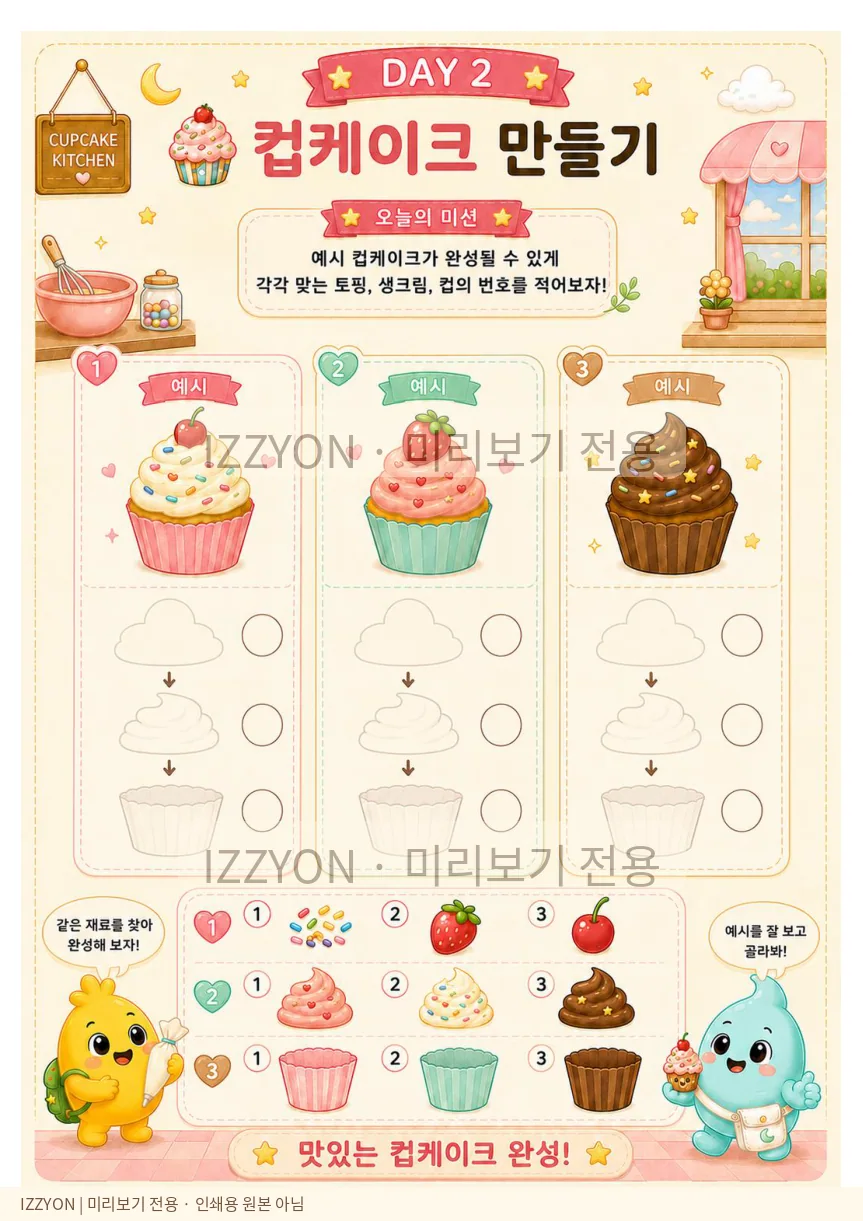 DAY 2
CUPCAKE
KITCHEN
컵케이크 만들기
오늘의 미션
예시 컵케이크가 완성될 수 있게
각각 맞는 토핑, 생크림, 컵의 번호를 적어보자!
1
예시
2
예시
3
예시
IZZYON · 미리보기 전용
IZZYON · 미리보기 전용
같은 재료를 찾아
완성해 보자!
1 1 2 3
2 1 2 3
3 1 2 3
예시를 잘 보고
골라봐!
맛있는 컵케이크 완성!
IZZYON | 미리보기 전용 · 인쇄용 원본 아님